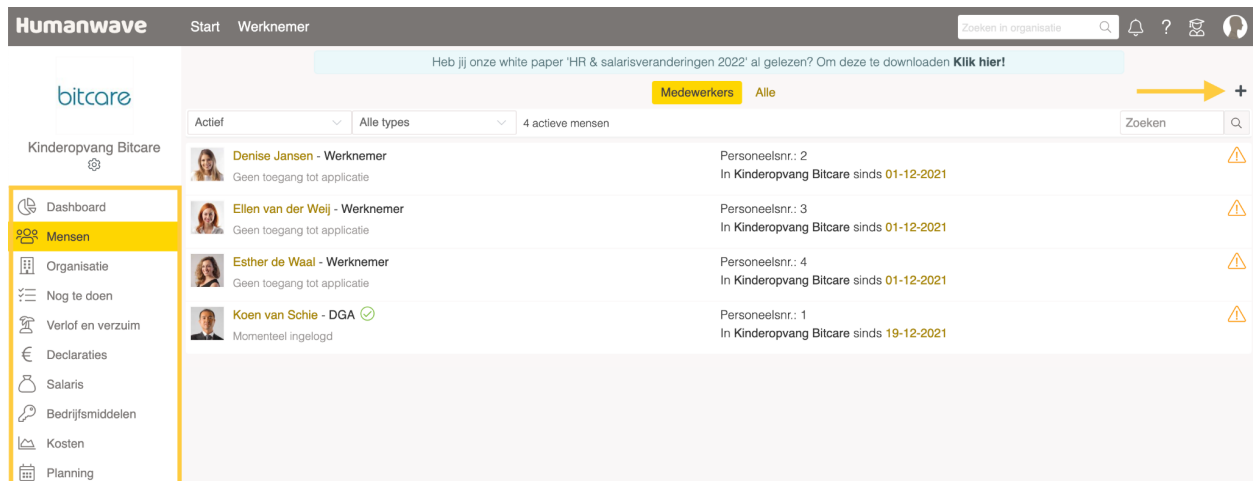 Humanwave Start Werknemer Zoeken in organisatie ?
Heb jij onze white paper 'HR & salarisveranderingen 2022' al gelezen? Om deze te downloaden Klik hier!
bitcare
Kinderopvang Bitcare
Dashboard
Mensen
Organisatie
Nog te doen
Verlof en verzuim
Declaraties
Salaris
Bedrijfsmiddelen
Kosten
Planning
Medewerkers Alle +
Actief Alle types 4 actieve mensen Zoeken
Denise Jansen - Werknemer Personeelsnr.: 2
Geen toegang tot applicatie In Kinderopvang Bitcare sinds 01-12-2021
Ellen van der Weij - Werknemer Personeelsnr.: 3
Geen toegang tot applicatie In Kinderopvang Bitcare sinds 01-12-2021
Esther de Waal - Werknemer Personeelsnr.: 4
Geen toegang tot applicatie In Kinderopvang Bitcare sinds 01-12-2021
Koen van Schie - DGA Personeelsnr.: 1
Momenteel ingelogd In Kinderopvang Bitcare sinds 19-12-2021